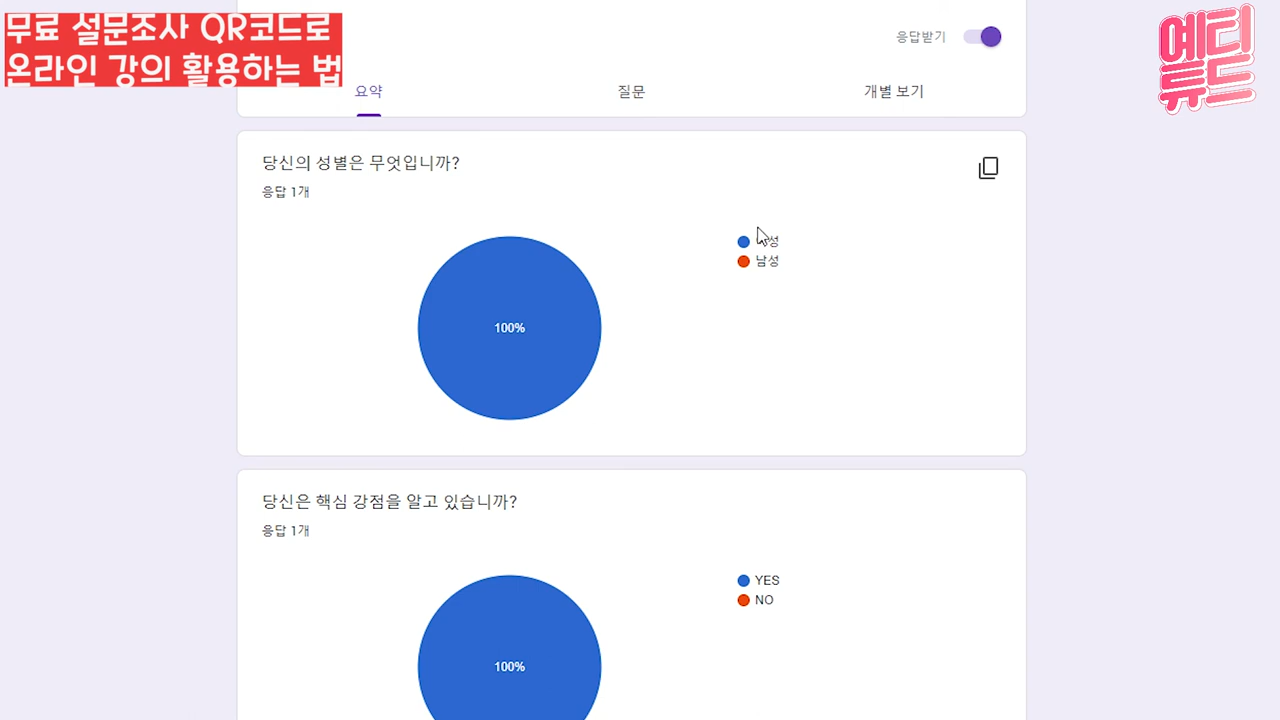 무료 설문조사 QR코드로
온라인 강의 활용하는 법
예티
튜드
응답받기
요약
질문
개별 보기
당신의 성별은 무엇입니까?
응답 1개
100%
남성
당신은 핵심 강점을 알고 있습니까?
응답 1개
100%
YES
NO